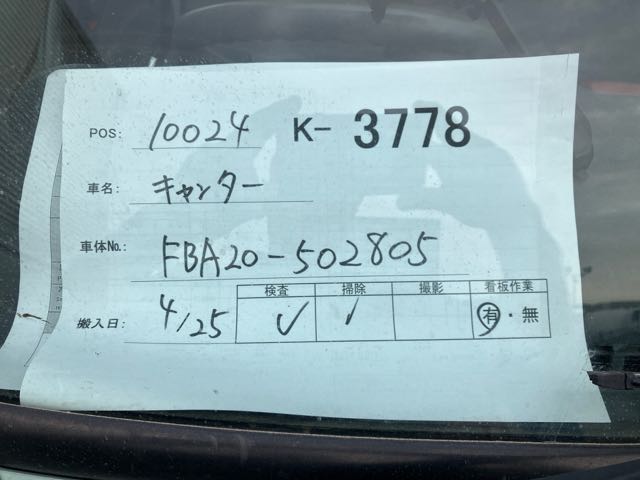 POS: 10024 K- 3778
車名: キャンター
車体No.: FBA20-502805
搬入日: 4/25
検査 掃除 撮影 看板作業
✓ ✓ 有・無